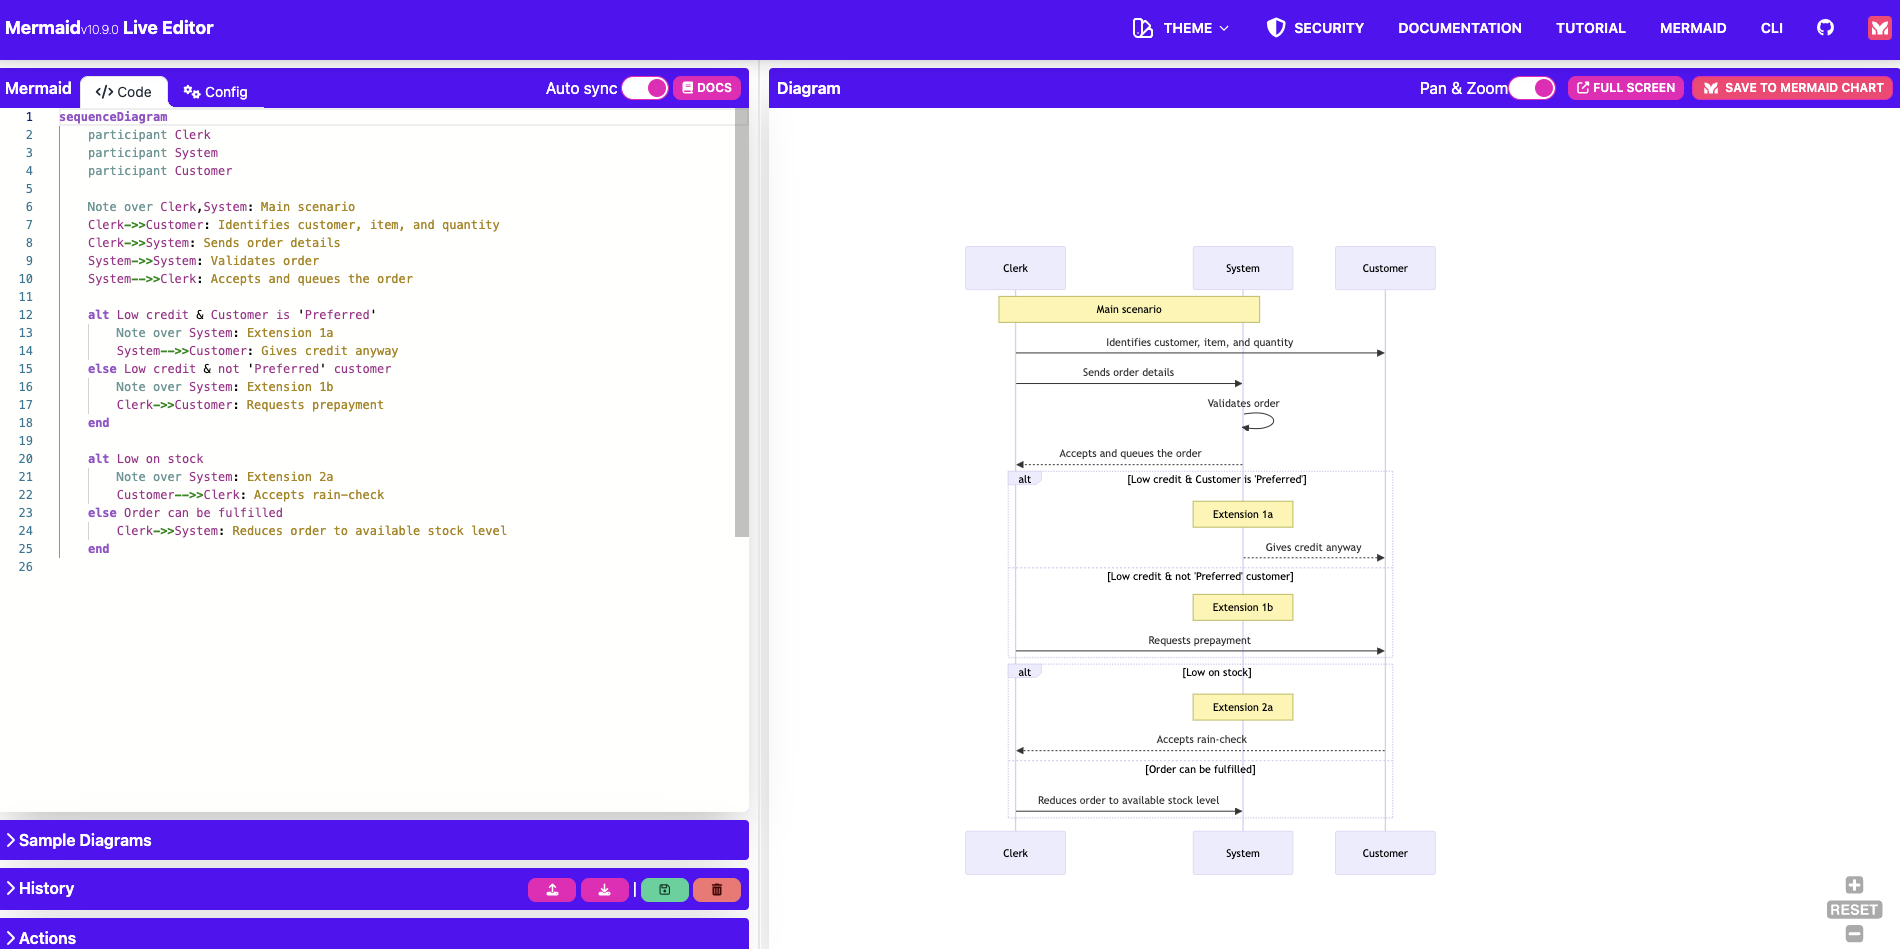 Mermaidv10.9.0 Live Editor
THEME
SECURITY
DOCUMENTATION
TUTORIAL
MERMAID
CLI
Mermaid
</> Code
Config
Auto sync
DOCS
1 sequenceDiagram
2 participant Clerk
3 participant System
4 participant Customer
5
6 Note over Clerk,System: Main scenario
7 Clerk->>Customer: Identifies customer, item, and quantity
8 Clerk->>System: Sends order details
9 System->>System: Validates order
10 System-->>Clerk: Accepts and queues the order
11
12 alt Low credit & Customer is 'Preferred'
13 Note over System: Extension 1a
14 System-->>Customer: Gives credit anyway
15 else Low credit & not 'Preferred' customer
16 Note over System: Extension 1b
17 Clerk->>Customer: Requests prepayment
18 end
19
20 alt Low on stock
21 Note over System: Extension 2a
22 Customer-->>Clerk: Accepts rain-check
23 else Order can be fulfilled
24 Clerk->>System: Reduces order to available stock level
25 end
26
Sample Diagrams
History
Actions
Diagram
Pan & Zoom
FULL SCREEN
SAVE TO MERMAID CHART
Clerk
System
Customer
Main scenario
Identifies customer, item, and quantity
Sends order details
Validates order
Accepts and queues the order
alt
[Low credit & Customer is 'Preferred']
Extension 1a
Gives credit anyway
[Low credit & not 'Preferred' customer]
Extension 1b
Requests prepayment
alt
[Low on stock]
Extension 2a
Accepts rain-check
[Order can be fulfilled]
Reduces order to available stock level
Clerk
System
Customer
RESET